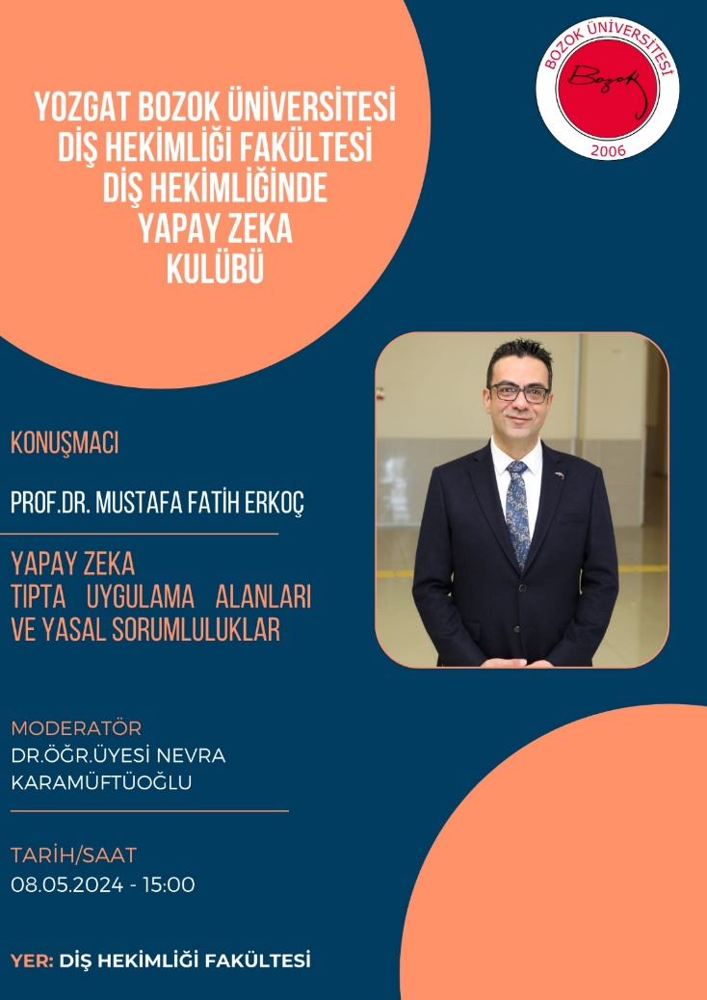 YOZGAT BOZOK ÜNİVERSİTESİ
DİŞ HEKİMLİĞİ FAKÜLTESİ
DİŞ HEKİMLİĞİNDE
YAPAY ZEKA
KULÜBÜ
BOZOK ÜNİVERSİTESİ
Bozok
2006
KONUŞMACI
PROF.DR. MUSTAFA FATİH ERKOÇ
YAPAY ZEKA
TIPTA UYGULAMA ALANLARI
VE YASAL SORUMLULUKLAR
MODERATÖR
DR.ÖĞR.ÜYESİ NEVRA
KARAMÜFTÜOĞLU
TARİH/SAAT
08.05.2024 - 15:00
YER: DİŞ HEKİMLİĞİ FAKÜLTESİ